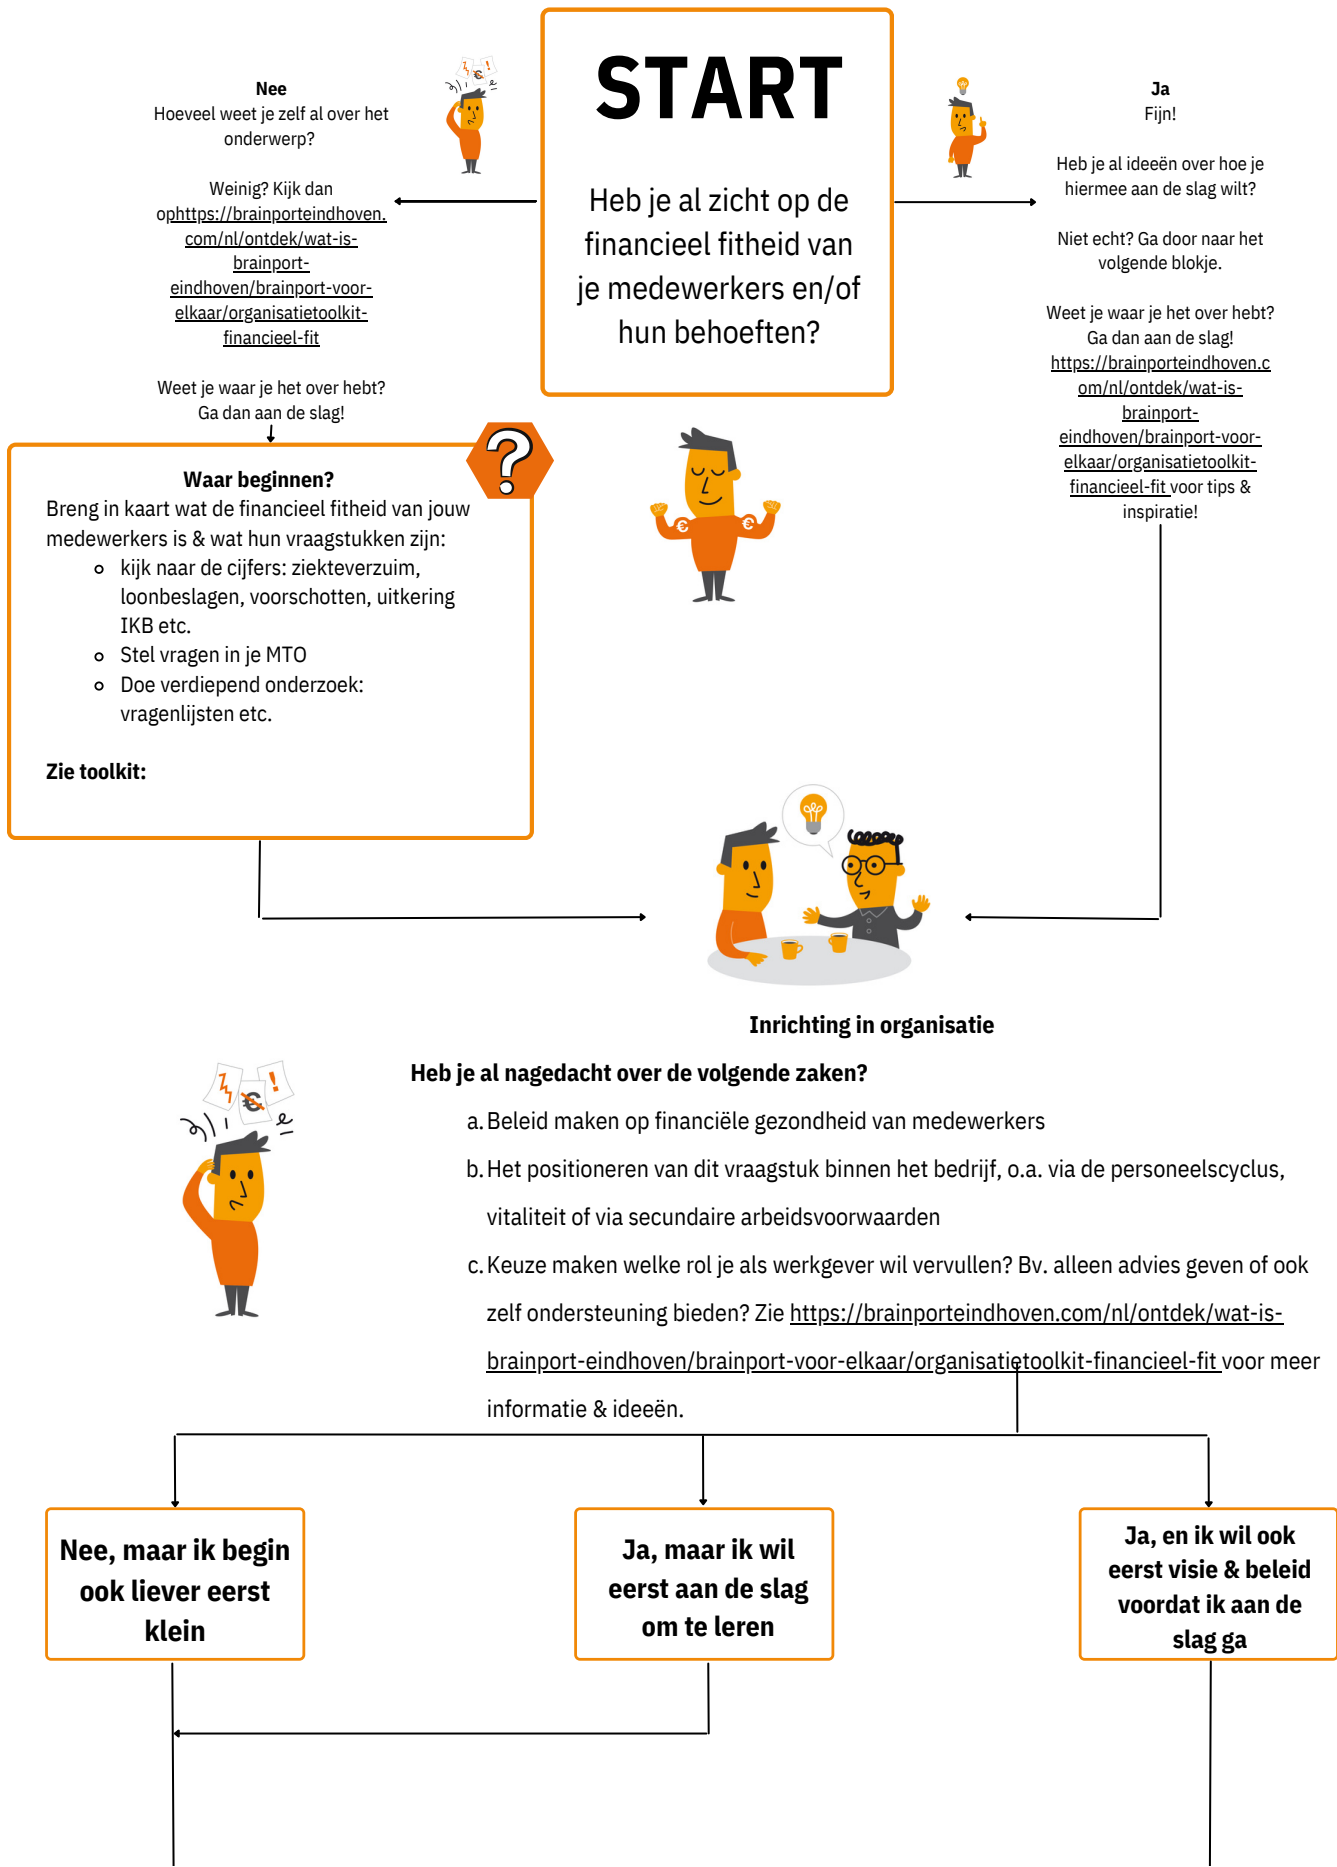 START
Heb je al zicht op de
financieel fitheid van
je medewerkers en/of
hun behoeften?
Nee
Hoeveel weet je zelf al over het
onderwerp?
Weinig? Kijk dan
ophttps://brainporteindhoven.
com/nl/ontdek/wat-is-
brainport-
eindhoven/brainport-voor-
elkaar/organisatietoolkit-
financieel-fit
Weet je waar je het over hebt?
Ga dan aan de slag!
Ja
Fijn!
Heb je al ideeën over hoe je
hiermee aan de slag wilt?
Niet echt? Ga door naar het
volgende blokje.
Weet je waar je het over hebt?
Ga dan aan de slag!
https://brainporteindhoven.c
om/nl/ontdek/wat-is-
brainport-
eindhoven/brainport-voor-
elkaar/organisatietoolkit-
financieel-fit voor tips &
inspiratie!
?
Waar beginnen?
Breng in kaart wat de financieel fitheid van jouw
medewerkers is & wat hun vraagstukken zijn:
kijk naar de cijfers: ziekteverzuim,
loonbeslagen, voorschotten, uitkering
IKB etc.
Stel vragen in je MTO
Doe verdiepend onderzoek:
vragenlijsten etc.
Zie toolkit:
€ €
Inrichting in organisatie
Heb je al nagedacht over de volgende zaken?
a. Beleid maken op financiële gezondheid van medewerkers
b. Het positioneren van dit vraagstuk binnen het bedrijf, o.a. via de personeelscyclus,
vitaliteit of via secundaire arbeidsvoorwaarden
c. Keuze maken welke rol je als werkgever wil vervullen? Bv. alleen advies geven of ook
zelf ondersteuning bieden? Zie https://brainporteindhoven.com/nl/ontdek/wat-is-
brainport-eindhoven/brainport-voor-elkaar/organisatietoolkit-financieel-fit voor meer
informatie & ideeën.
€ !
Nee, maar ik begin
ook liever eerst
klein
Ja, maar ik wil
eerst aan de slag
om te leren
Ja, en ik wil ook
eerst visie & beleid
voordat ik aan de
slag ga